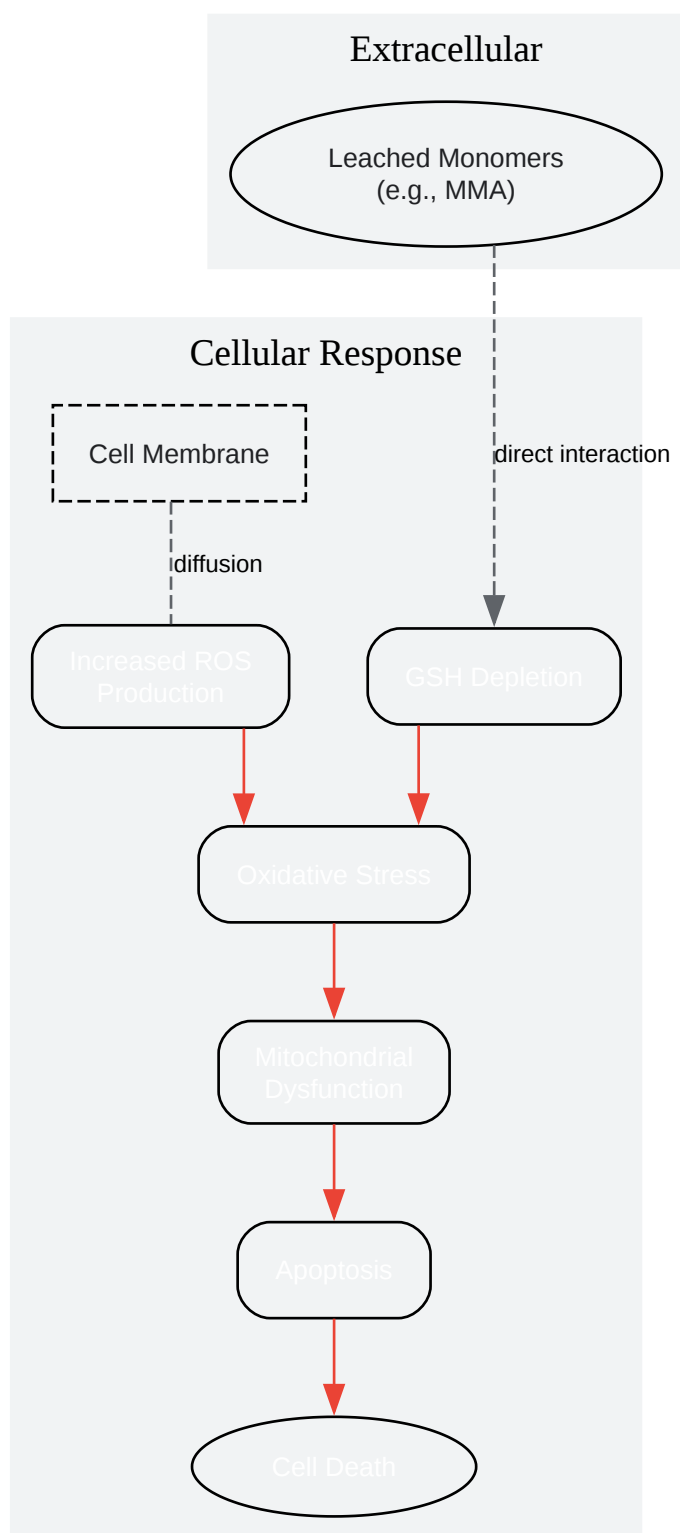 Extracellular
Leached Monomers
(e.g., MMA)
Cellular Response
Cell Membrane
direct interaction
diffusion
Increased ROS
Production
GSH Depletion
Oxidative Stress
Mitochondrial
Dysfunction
Apoptosis
Cell Death